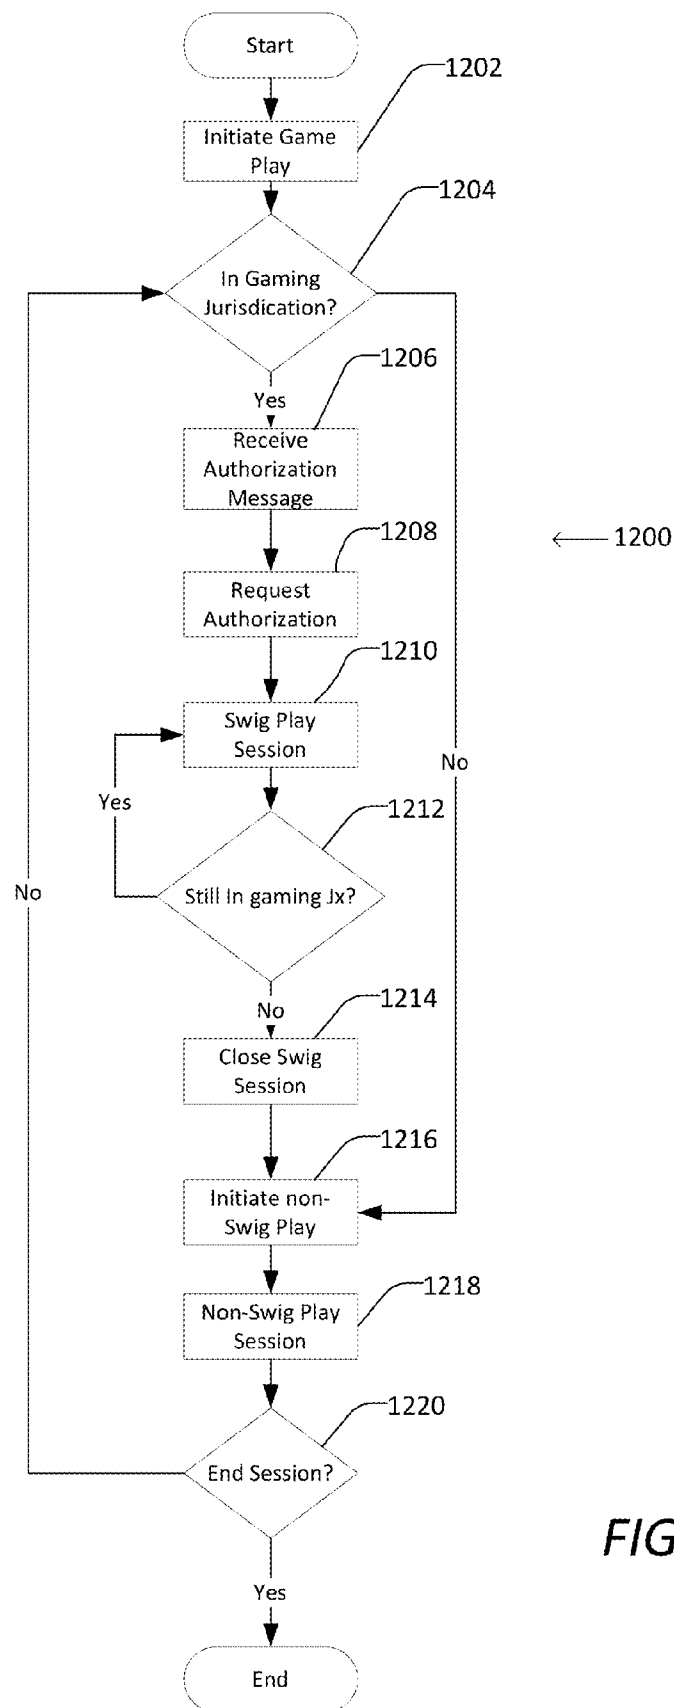 Start
1202
Initiate Game
Play
1204
In Gaming
Jurisdication?
1206
Yes
Receive
Authorization
Message
1208
1200
Request
Authorization
1210
Swig Play
Session
No
Yes
1212
Still In gaming Jx?
No
No
1214
Close Swig
Session
1216
Initiate non-
Swig Play
1218
Non-Swig Play
Session
1220
End Session?
FIG
Yes
End